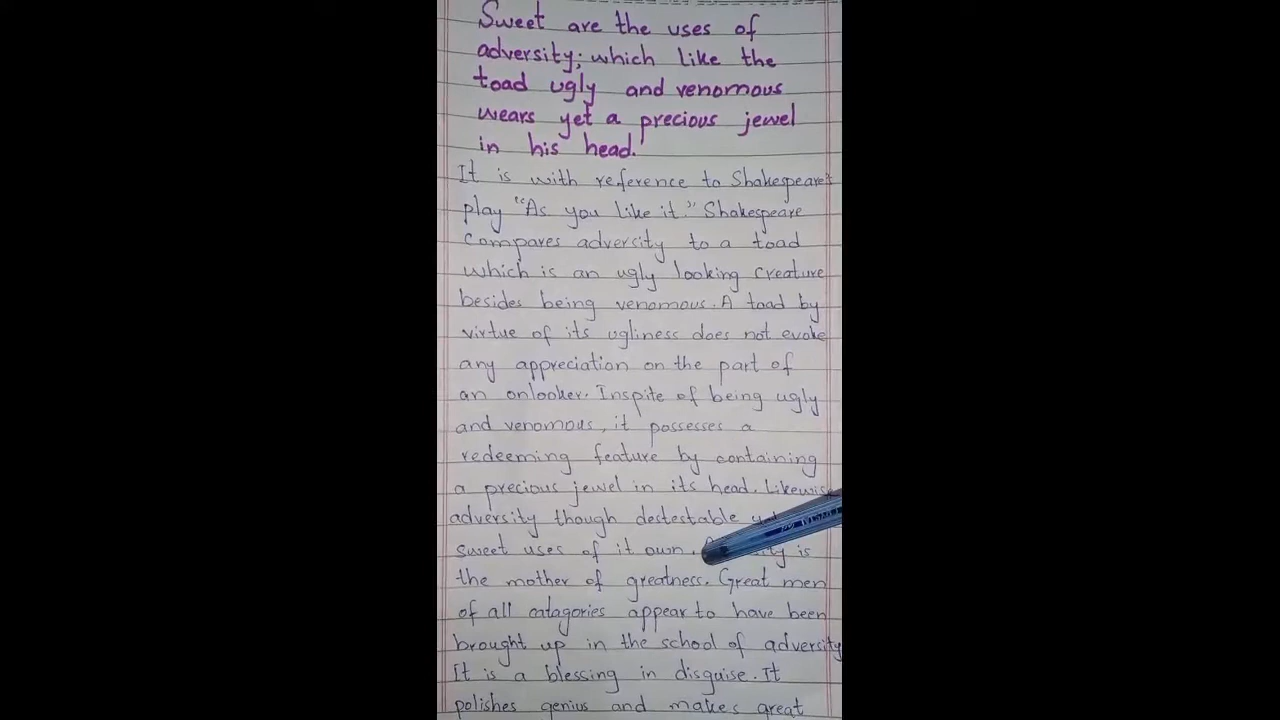 Sweet are the uses of
adversity; which like the
toad ugly and venomous
wears yet a precious jewel
in his head.
It is with reference to Shakespeare's
play "As you like it." Shakespeare
compares adversity to a toad
which is an ugly looking creature
besides being venomous. A toad by
virtue of its ugliness does not evoke
any appreciation on the part of
an onlooker. Inspite of being ugly
and venomous, it possesses a
redeeming feature by containing
a precious jewel in its head. Likewise
adversity though destestable
sweet uses of it own. is
the mother of greatness. Great men
of all catagories appear to have been
brought up in the school of adversity
It is a blessing in disguise. It
polishes genius and makes great